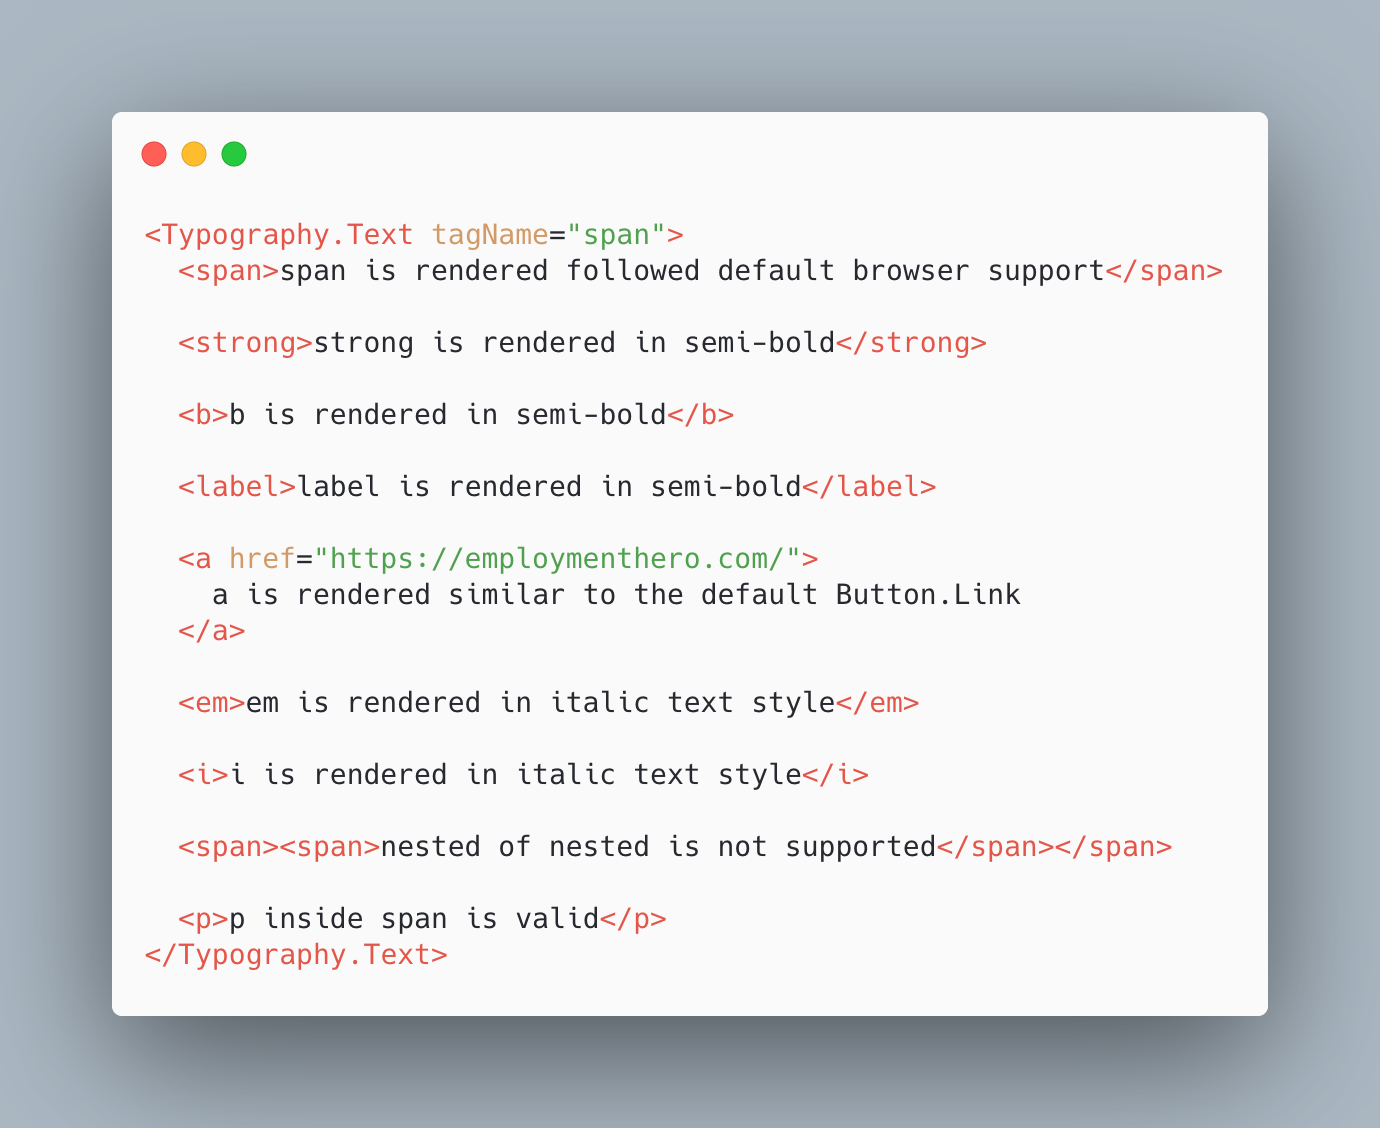 <Typography.Text tagName="span">
<span>span is rendered followed default browser support</span>
<strong>strong is rendered in semi-bold</strong>
<b>b is rendered in semi-bold</b>
<label>label is rendered in semi-bold</label>
<a href="https://employmenthero.com/">
a is rendered similar to the default Button.Link
</a>
<em>em is rendered in italic text style</em>
<i>i is rendered in italic text style</i>
<span><span>nested of nested is not supported</span></span>
<p>p inside span is valid</p>
</Typography.Text>